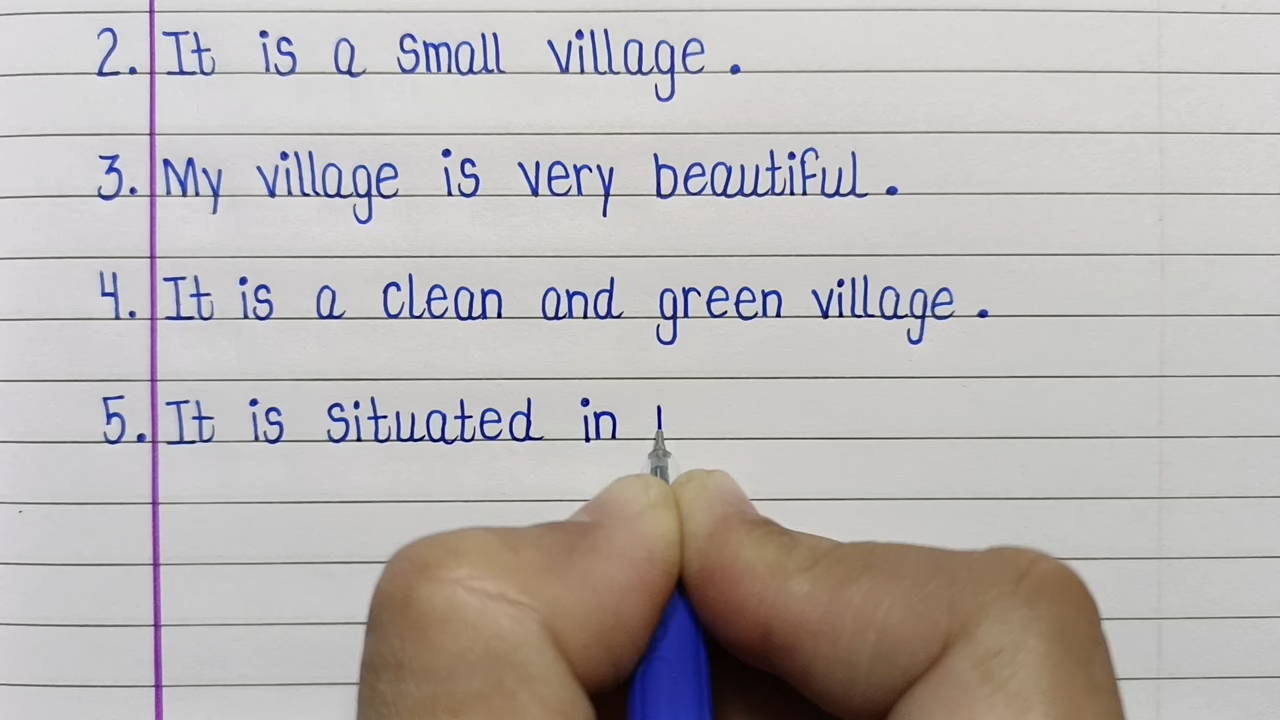 2. It is a small village.
3. My village is very beautiful.
4. It is a clean and green village.
5. It is situated in